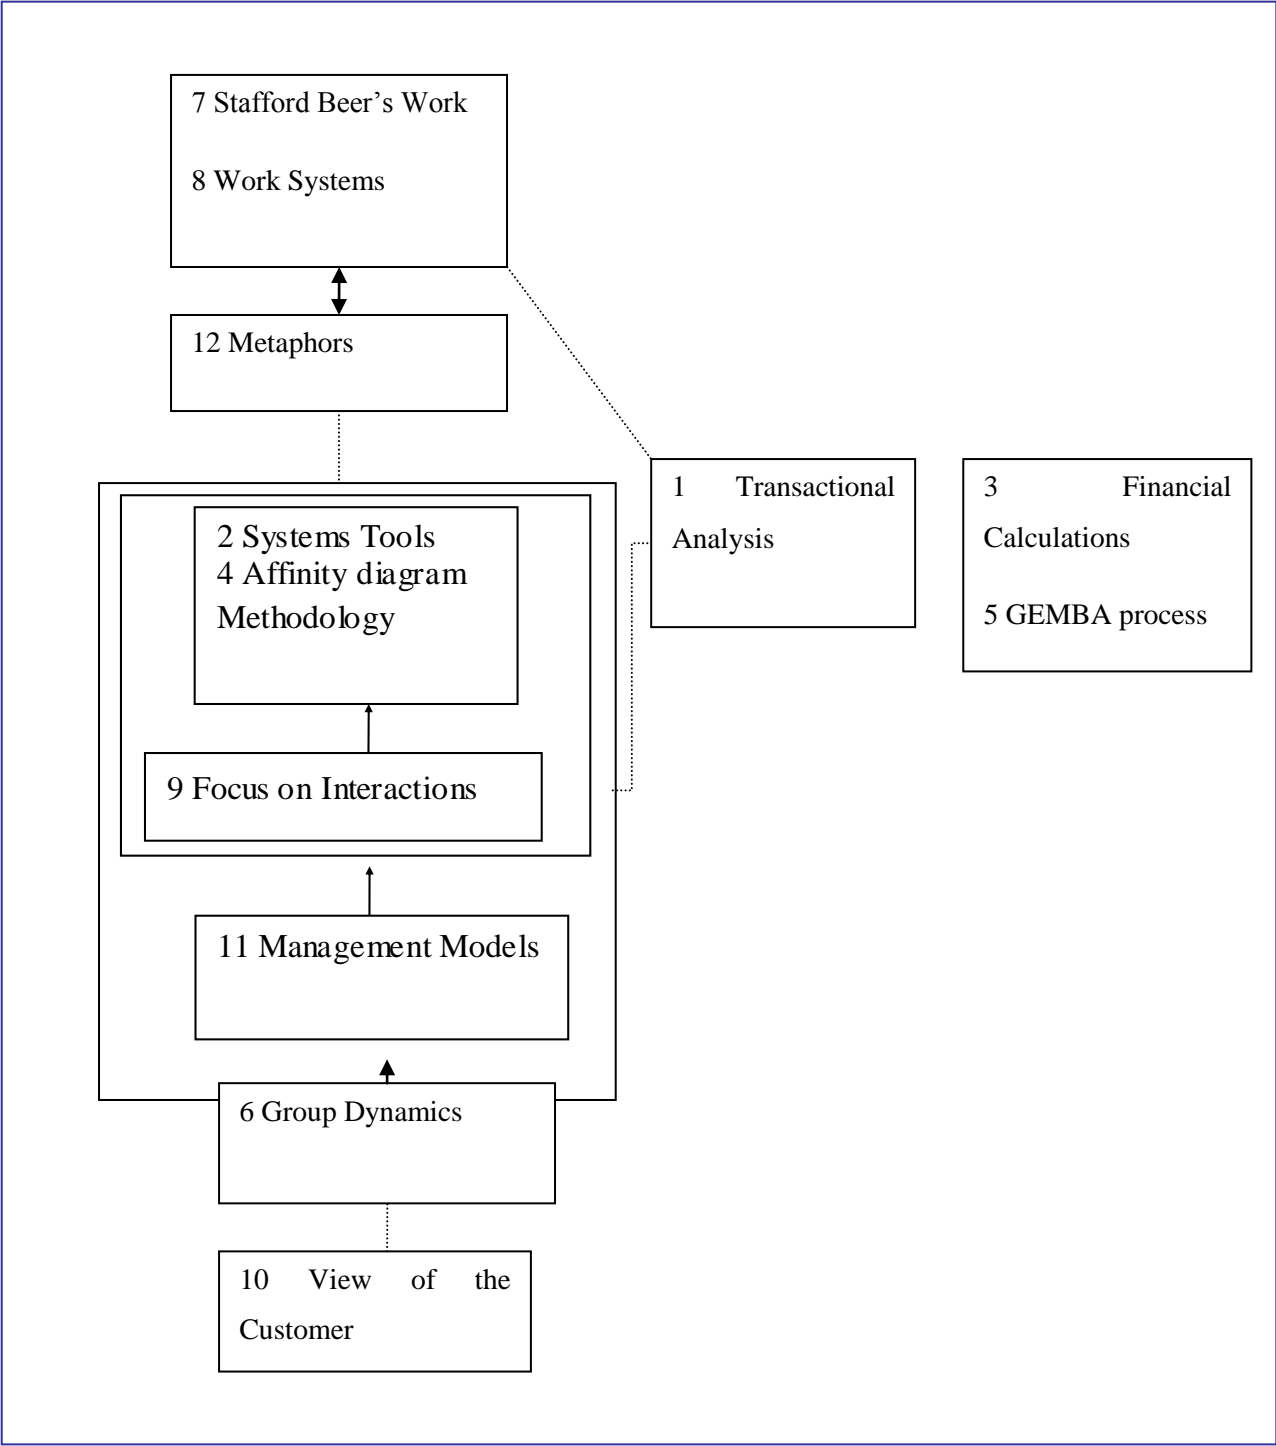 7 Stafford Beer’s Work
8 Work Systems
12 Metaphors
2 Systems Tools
4 Affinity diagram
Methodology
9 Focus on Interactions
11 Management Models
6 Group Dynamics
10 View of the
Customer
1 Transactional
Analysis
3 Financial
Calculations
5 GEMBA process